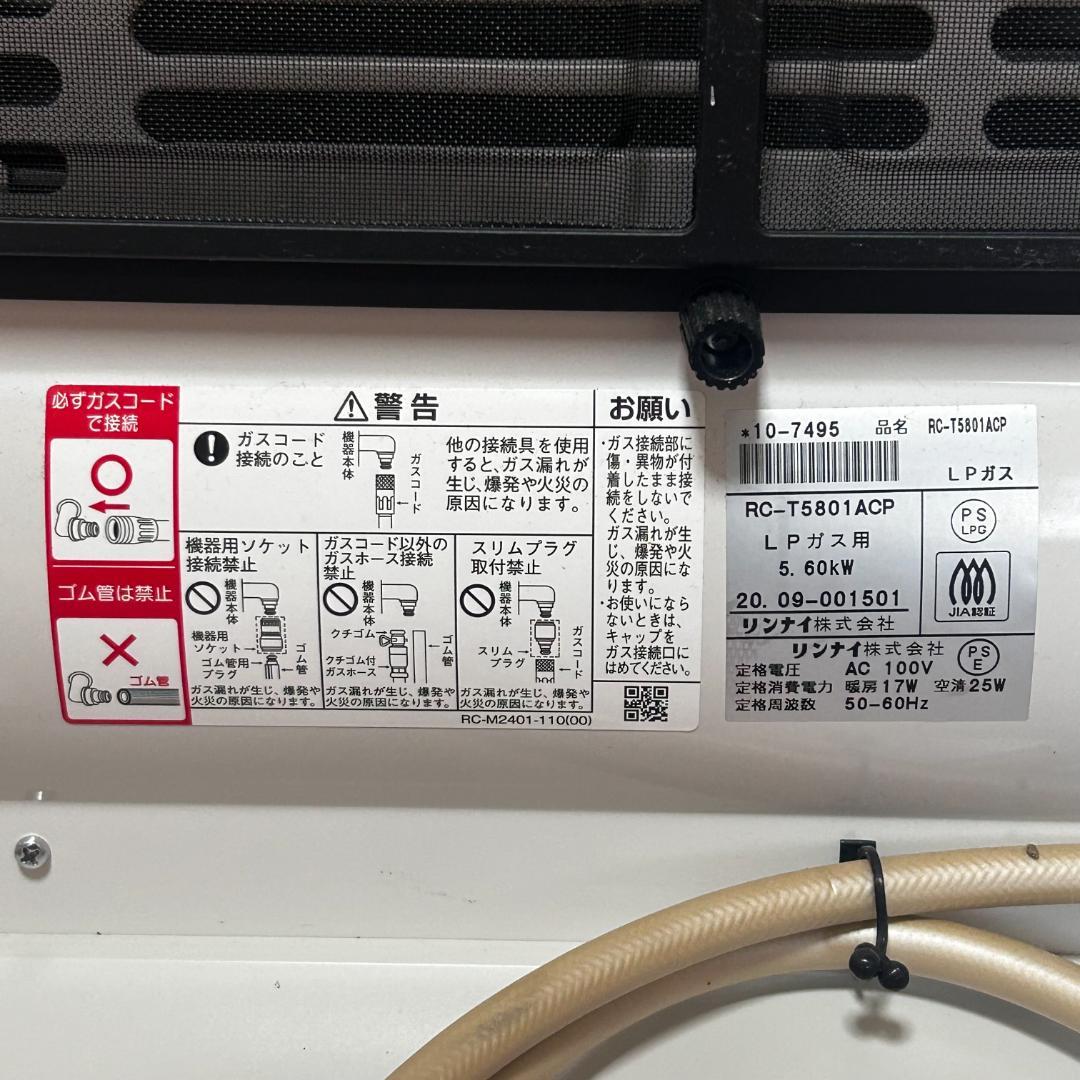 必ずガスコード
で接続
ゴム管は禁止
ゴム管
警告
ガスコード
接続のこと
機器本体
ガスコード
他の接続具を使用
すると、ガス漏れが
生じ、爆発や火災の
原因になります。
機器用ソケット
接続禁止
機器本体
機器用
ソケット
ゴム管用
プラグ
ゴム管
ガス漏れが生じ、爆発や
火災の原因になります。
ガスコード以外の
ガスホース接続
禁止
機器本体
クチゴム
クチゴム付
ガスホース
ゴム管
ガス漏れが生じ、爆発や
火災の原因になります。
スリムプラグ
取付禁止
機器本体
スリム
プラグ
ガスコード
ガス漏れが生じ、爆発や
火災の原因になります。
RC-M2401-110(00)
お願い
・ガス接続部に
傷・異物が付
着したまま接
続をしないで
ください。
ガス漏れが生
じ、爆発や火
災の原因にな
ります。
・お使いになら
ないときは、
キャップを
ガス接続口に
はめてください。
*10-7495 品名 RC-T5801ACP
LPガス
RC-T5801ACP
LPガス用
5.60kW
20.09-001501
リンナイ株式会社
PS
LPG
JIA認証
リンナイ株式会社
PS
E
定格電圧 AC 100V
定格消費電力 暖房17W 空清25W
定格周波数 50-60Hz